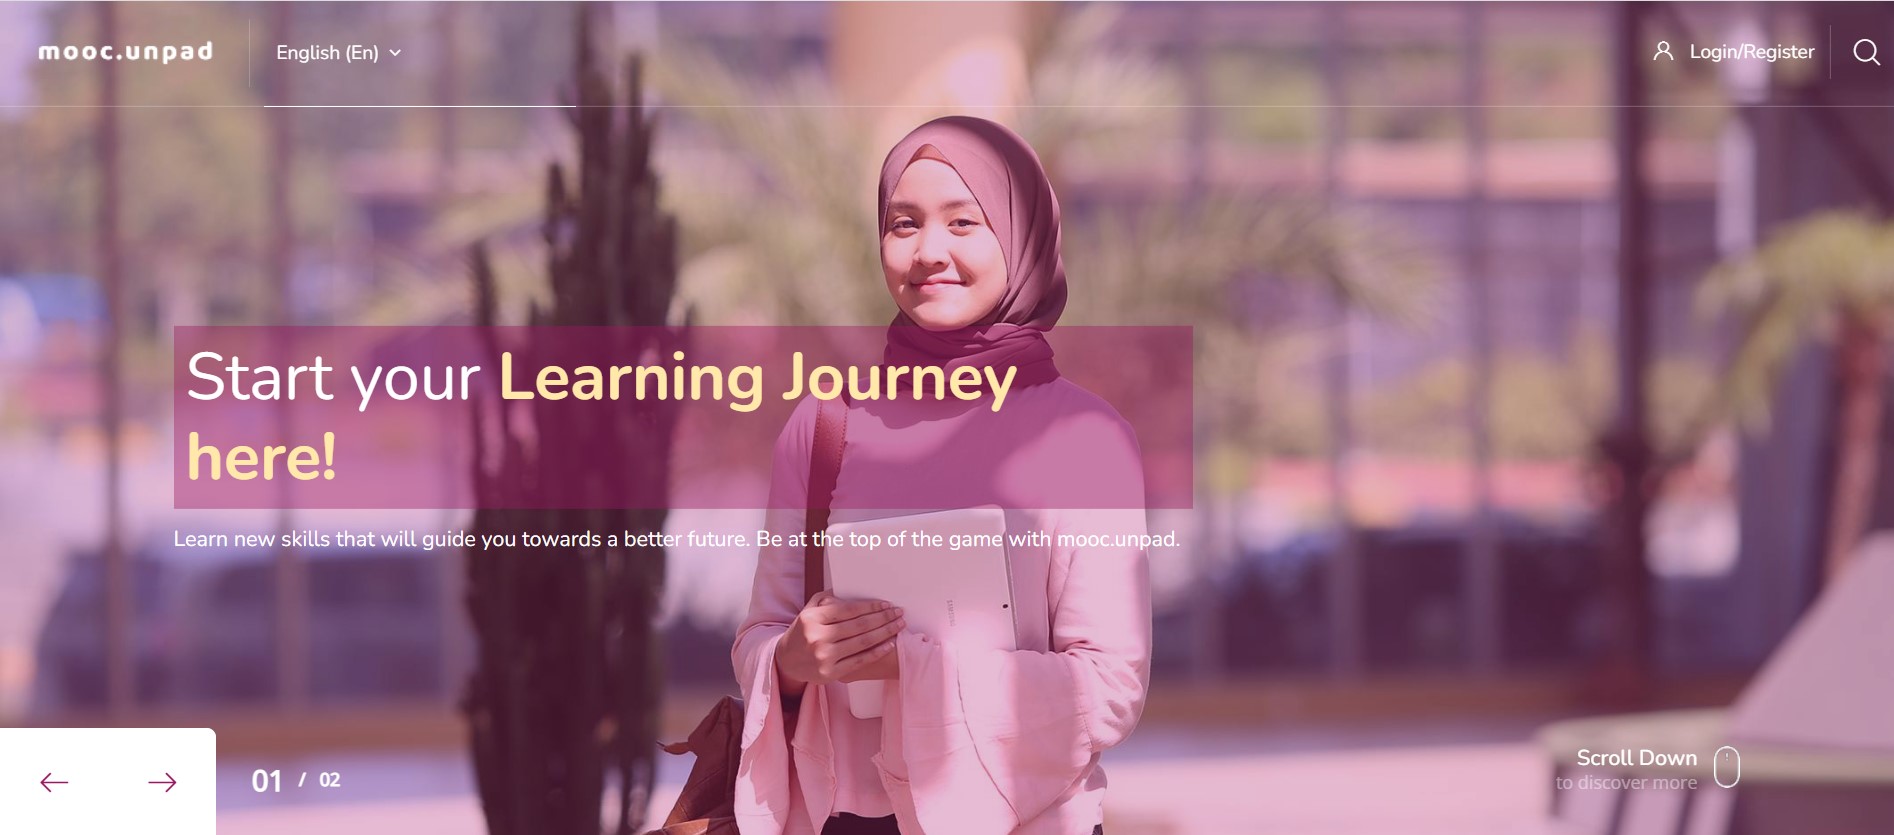 mooc.unpad
English (En)
Login/Register
Start your Learning Journey
here!
Learn new skills that will guide you towards a better future. Be at the top of the game with mooc.unpad.
01 / 02
Scroll Down
to discover more
SAMSUNG